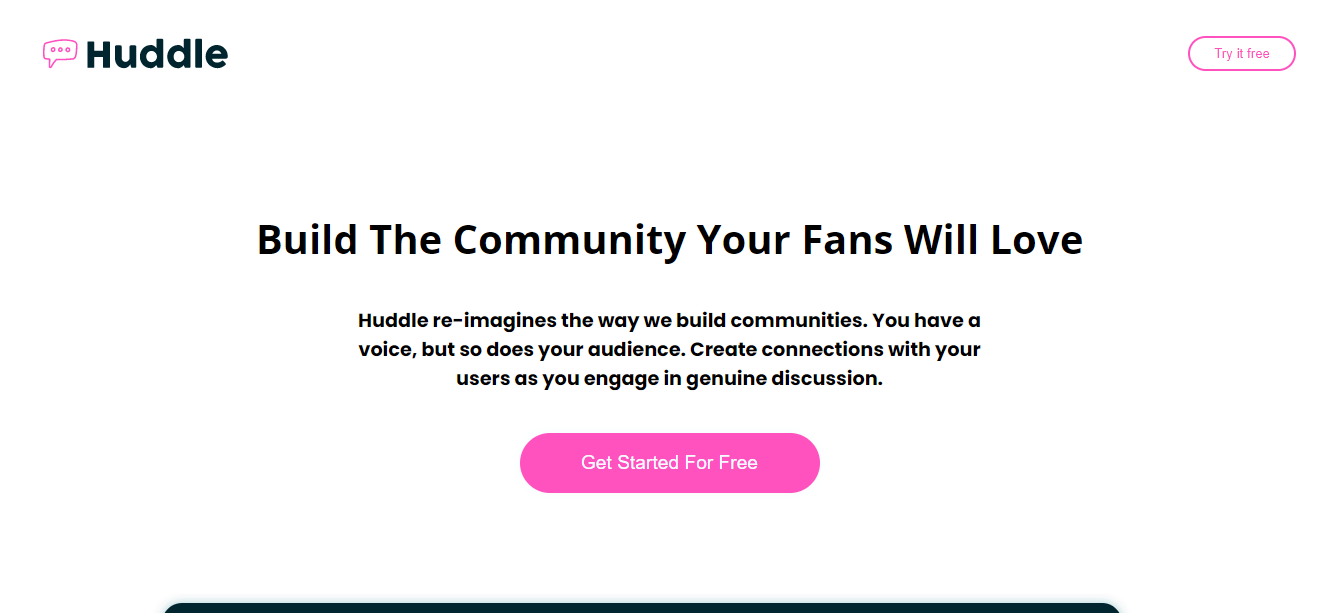 Huddle
Try it free
Build The Community Your Fans Will Love
Huddle re-imagines the way we build communities. You have a
voice, but so does your audience. Create connections with your
users as you engage in genuine discussion.
Get Started For Free